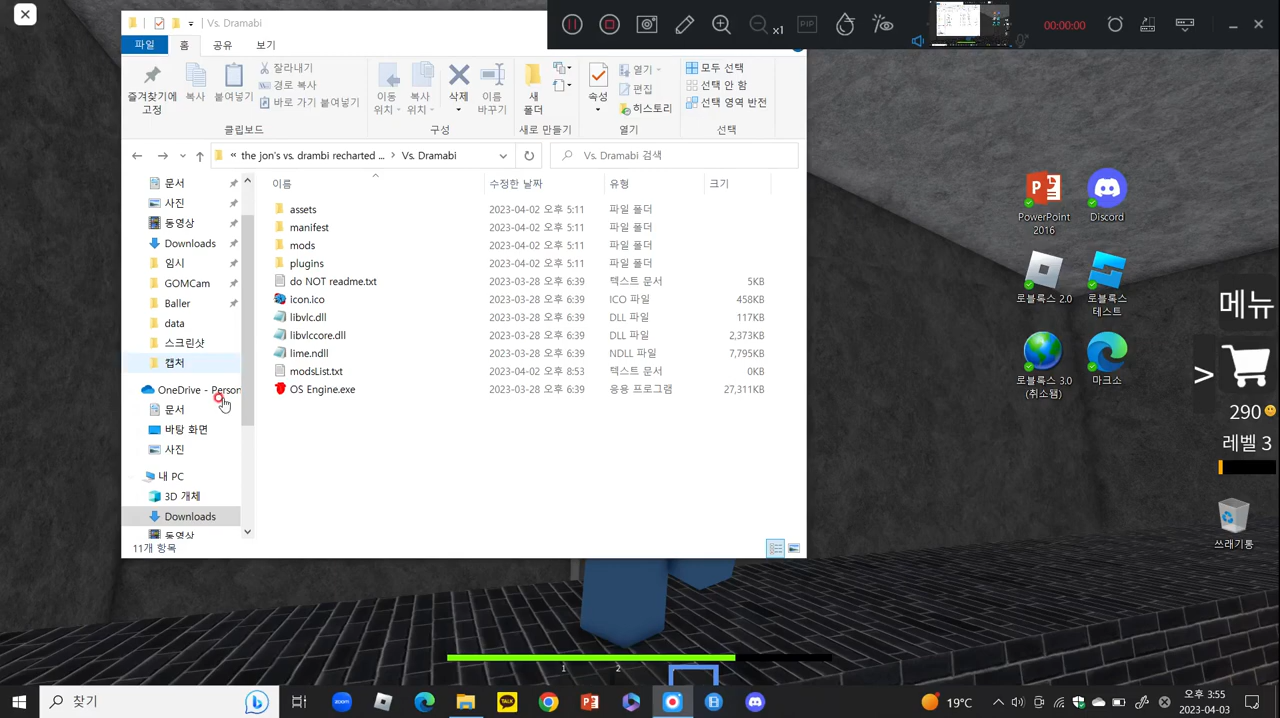 Vs. Dramabi
PIP
x1
00:00:00
파일
홈
공유
보기
즐겨찾기에
고정
복사
붙여넣기
잘라내기
경로 복사
바로 가기 붙여넣기
클립보드
이동
위치
복사
위치
삭제
이름
바꾸기
구성
새
폴더
새로 만들기
속성
열기
편집
히스토리
열기
모두 선택
선택 안 함
선택 영역 반전
선택
« the jon's vs. drambi recharted ... > Vs. Dramabi
Vs. Dramabi 검색
이름 수정한 날짜 유형 크기
assets 2023-04-02 오후 5:11 파일 폴더
manifest 2023-04-02 오후 5:11 파일 폴더
mods 2023-04-02 오후 5:11 파일 폴더
plugins 2023-04-02 오후 5:11 파일 폴더
do NOT readme.txt 2023-03-28 오후 6:39 텍스트 문서 5KB
icon.ico 2023-03-28 오후 6:39 ICO 파일 458KB
libvlc.dll 2023-03-28 오후 6:39 DLL 파일 117KB
libvlccore.dll 2023-03-28 오후 6:39 DLL 파일 2,373KB
lime.ndll 2023-03-28 오후 6:39 NDLL 파일 7,795KB
modsList.txt 2023-04-02 오후 8:53 텍스트 문서 0KB
OS Engine.exe 2023-03-28 오후 6:39 응용 프로그램 27,311KB
문서
사진
동영상
Downloads
임시
GOMCam
Baller
data
스크린샷
캡처
OneDrive - Person
문서
바탕 화면
사진
내 PC
3D 개체
Downloads
동영상
11개 항목
PowerPoint
2016
Discord
로블록스 2.0
로블록스
테스트
로블록스 3.0
(취소됨)
마크소
메뉴
>
290
레벨 3
쓰레기통
1
2
찾기
zoom
TALK
19°C
오후 3:55
2023-04-03